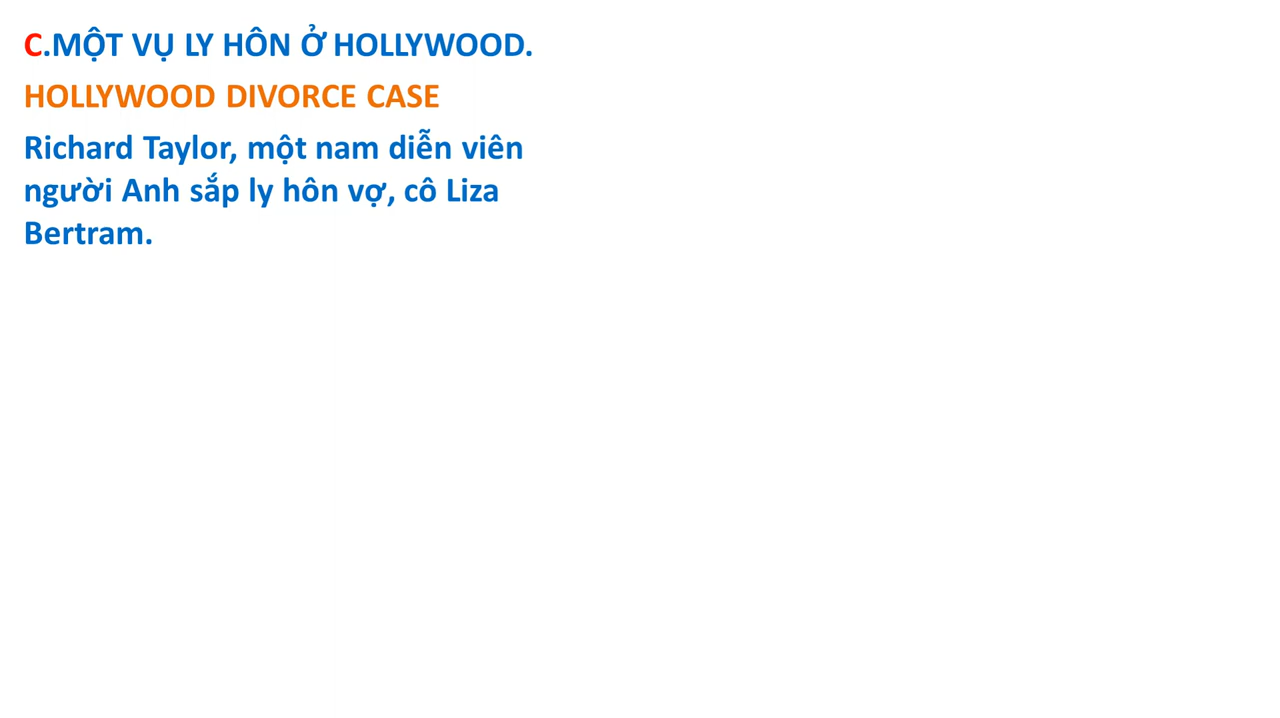 C.MỘT VỤ LY HÔN Ở HOLLYWOOD.
HOLLYWOOD DIVORCE CASE
Richard Taylor, một nam diễn viên
người Anh sắp ly hôn vợ, cô Liza
Bertram.